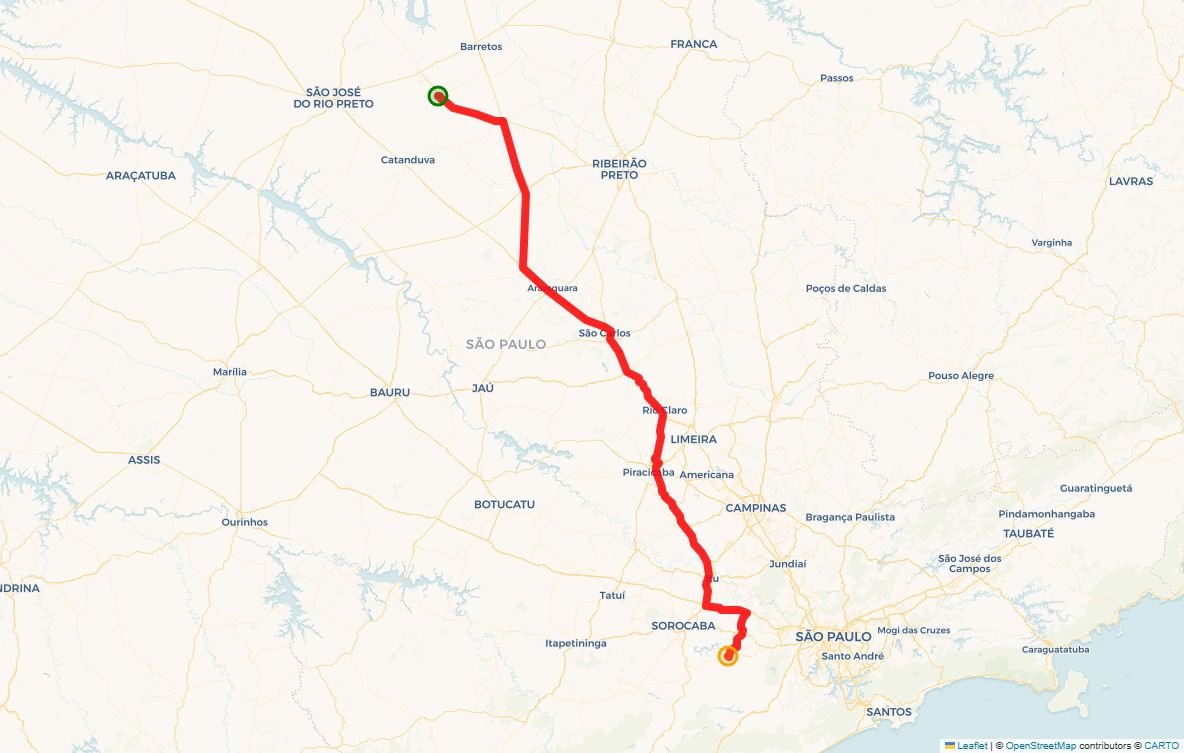 Barretos
FRANCA
Passos
SÃO JOSÉ
DO RIO PRETO
Catanduva
RIBEIRÃO
PRETO
ARAÇATUBA
LAVRAS
Varginha
Araraquara
Poços de Caldas
São Carlos
SÃO PAULO
Marília
Pouso Alegre
BAURU
JAÚ
Rio Claro
LIMEIRA
ASSIS
Piracicaba
Americana
Guaratinguetá
BOTUCATU
CAMPINAS
Bragança Paulista
Pindamonhangaba
Ourinhos
TAUBATÉ
São José dos
Campos
Jundiaí
NDRINA
Itu
Tatuí
SOROCABA
SÃO PAULO
Mogi das Cruzes
Itapetininga
Santo André
Caraguatatuba
SANTOS
Leaflet | © OpenStreetMap contributors © CARTO